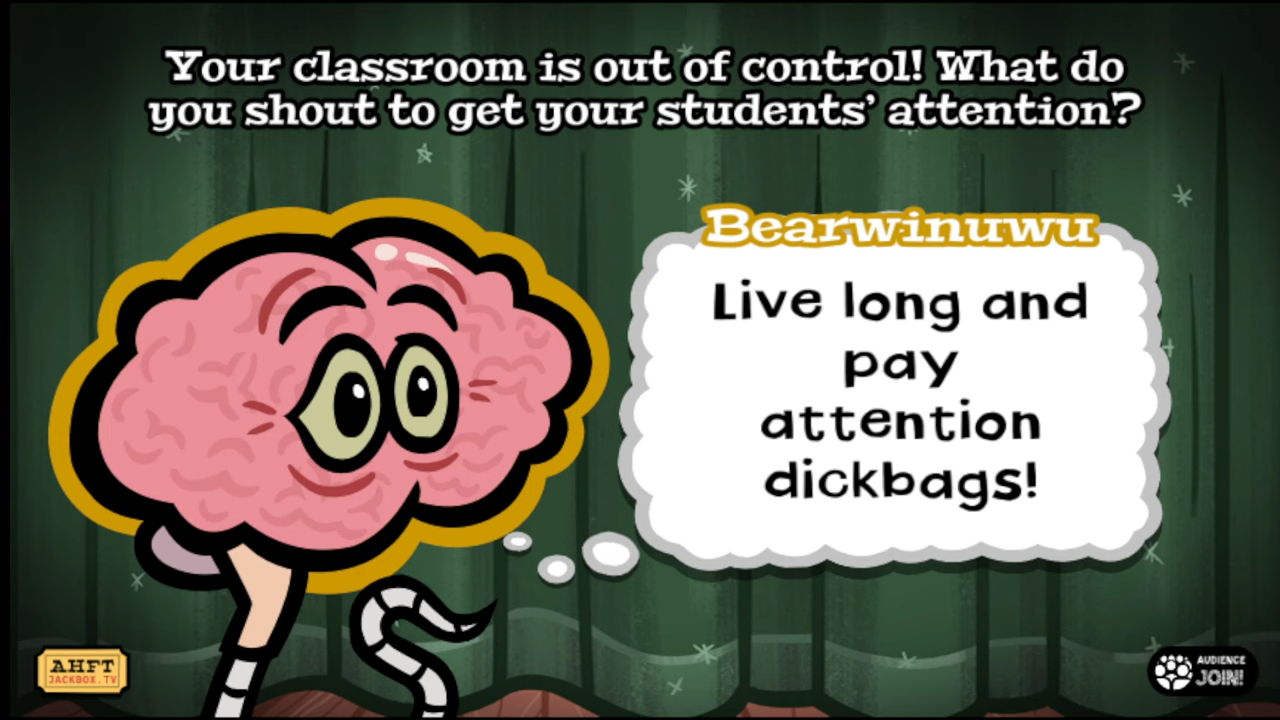 Your classroom is out of control! What do
you shout to get your students’ attention?
Bearwinuwu
Live long and
pay
attention
dickbags!
AHFT
JACKBOX.TV
AUDIENCE
JOIN!